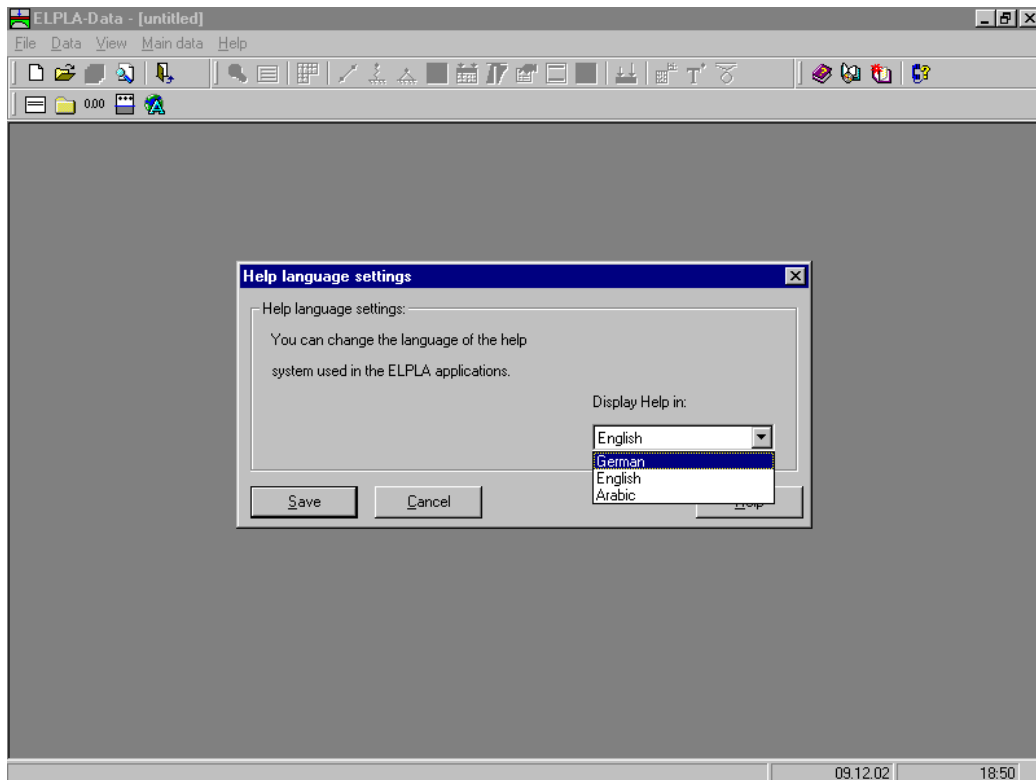 ELPLA-Data - [untitled]
File Data View Main data Help
0.00
Help language settings
Help language settings:
You can change the language of the help
system used in the ELPLA applications.
Display Help in:
English
German
English
Arabic
Save Cancel Help
09.12.02 18:50